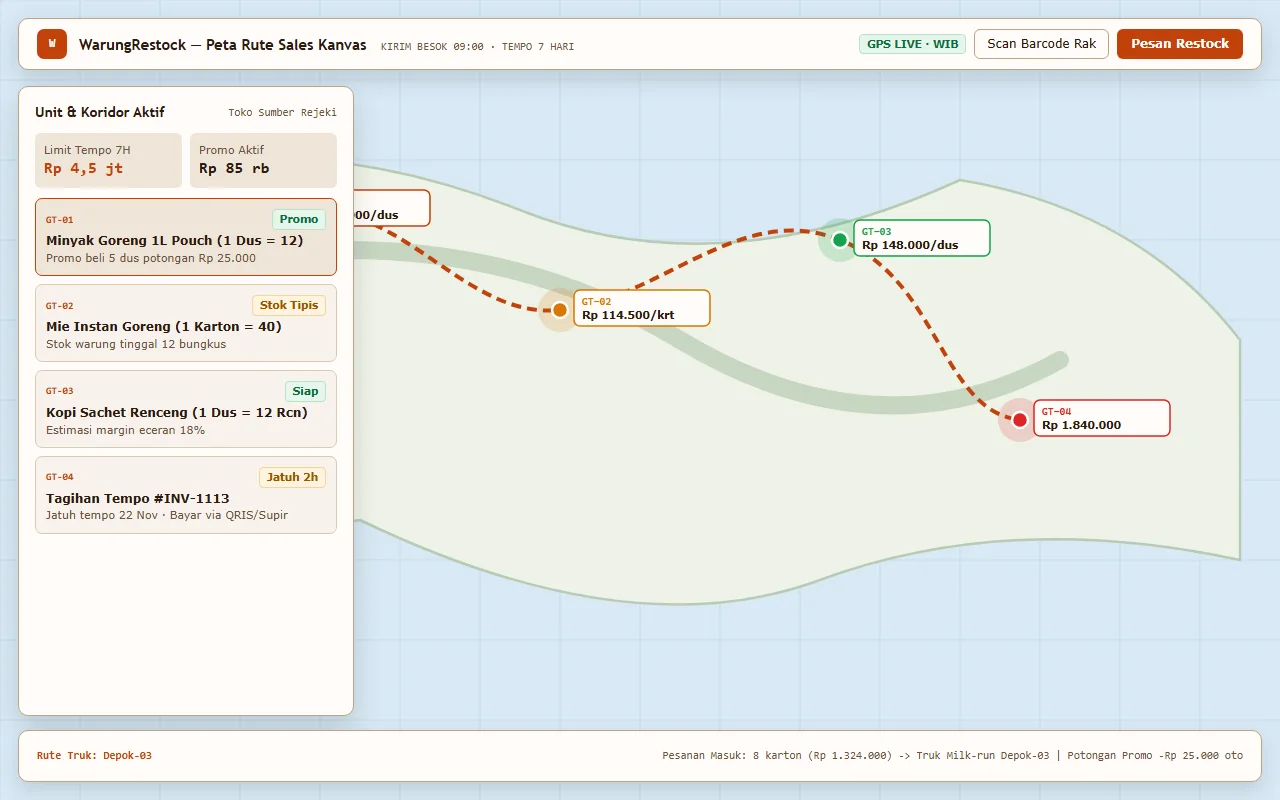 W
WarungRestock — Peta Rute Sales Kanvas
KIRIM BESOK 09:00 · TEMPO 7 HARI
GPS LIVE · WIB
Scan Barcode Rak
Pesan Restock
Unit & Koridor Aktif
Toko Sumber Rejeki
Limit Tempo 7H
Rp 4,5 jt
Promo Aktif
Rp 85 rb
GT-01
Promo
Minyak Goreng 1L Pouch (1 Dus = 12)
Promo beli 5 dus potongan Rp 25.000
GT-02
Stok Tipis
Mie Instan Goreng (1 Karton = 40)
Stok warung tinggal 12 bungkus
GT-03
Siap
Kopi Sachet Renceng (1 Dus = 12 Rcn)
Estimasi margin eceran 18%
GT-04
Jatuh 2h
Tagihan Tempo #INV-1113
Jatuh tempo 22 Nov · Bayar via QRIS/Supir
00/dus
GT-02
Rp 114.500/krt
GT-03
Rp 148.000/dus
GT-04
Rp 1.840.000
Rute Truk: Depok-03
Pesanan Masuk: 8 karton (Rp 1.324.000) -> Truk Milk-run Depok-03 | Potongan Promo -Rp 25.000 oto